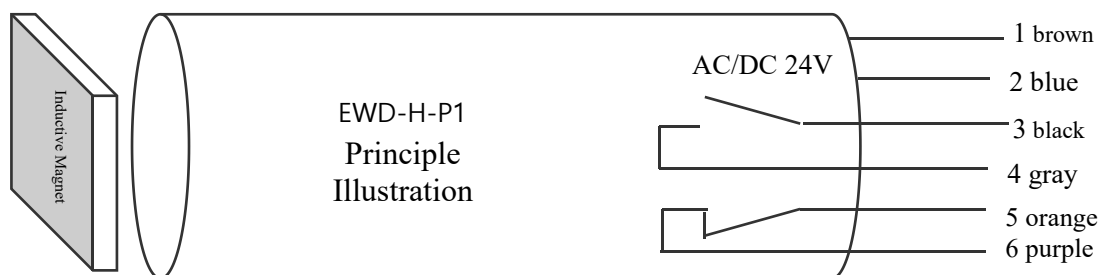 1 brown
AC/DC 24V
2 blue
Inductive Magnet
EWD-H-P1
3 black
Principle
4 gray
Illustration
5 orange
6 purple